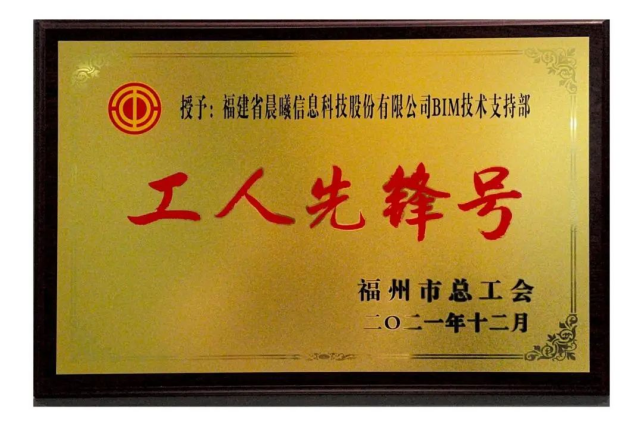 授予：福建省晨曦信息科技股份有限公司BIM技术支持部
工人先锋号
福州市总工会
二〇二一年十二月